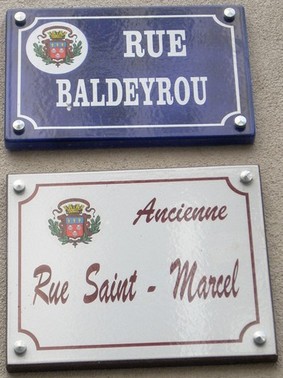 RUE
BALDEYROU
Ancienne
Rue Saint - Marcel